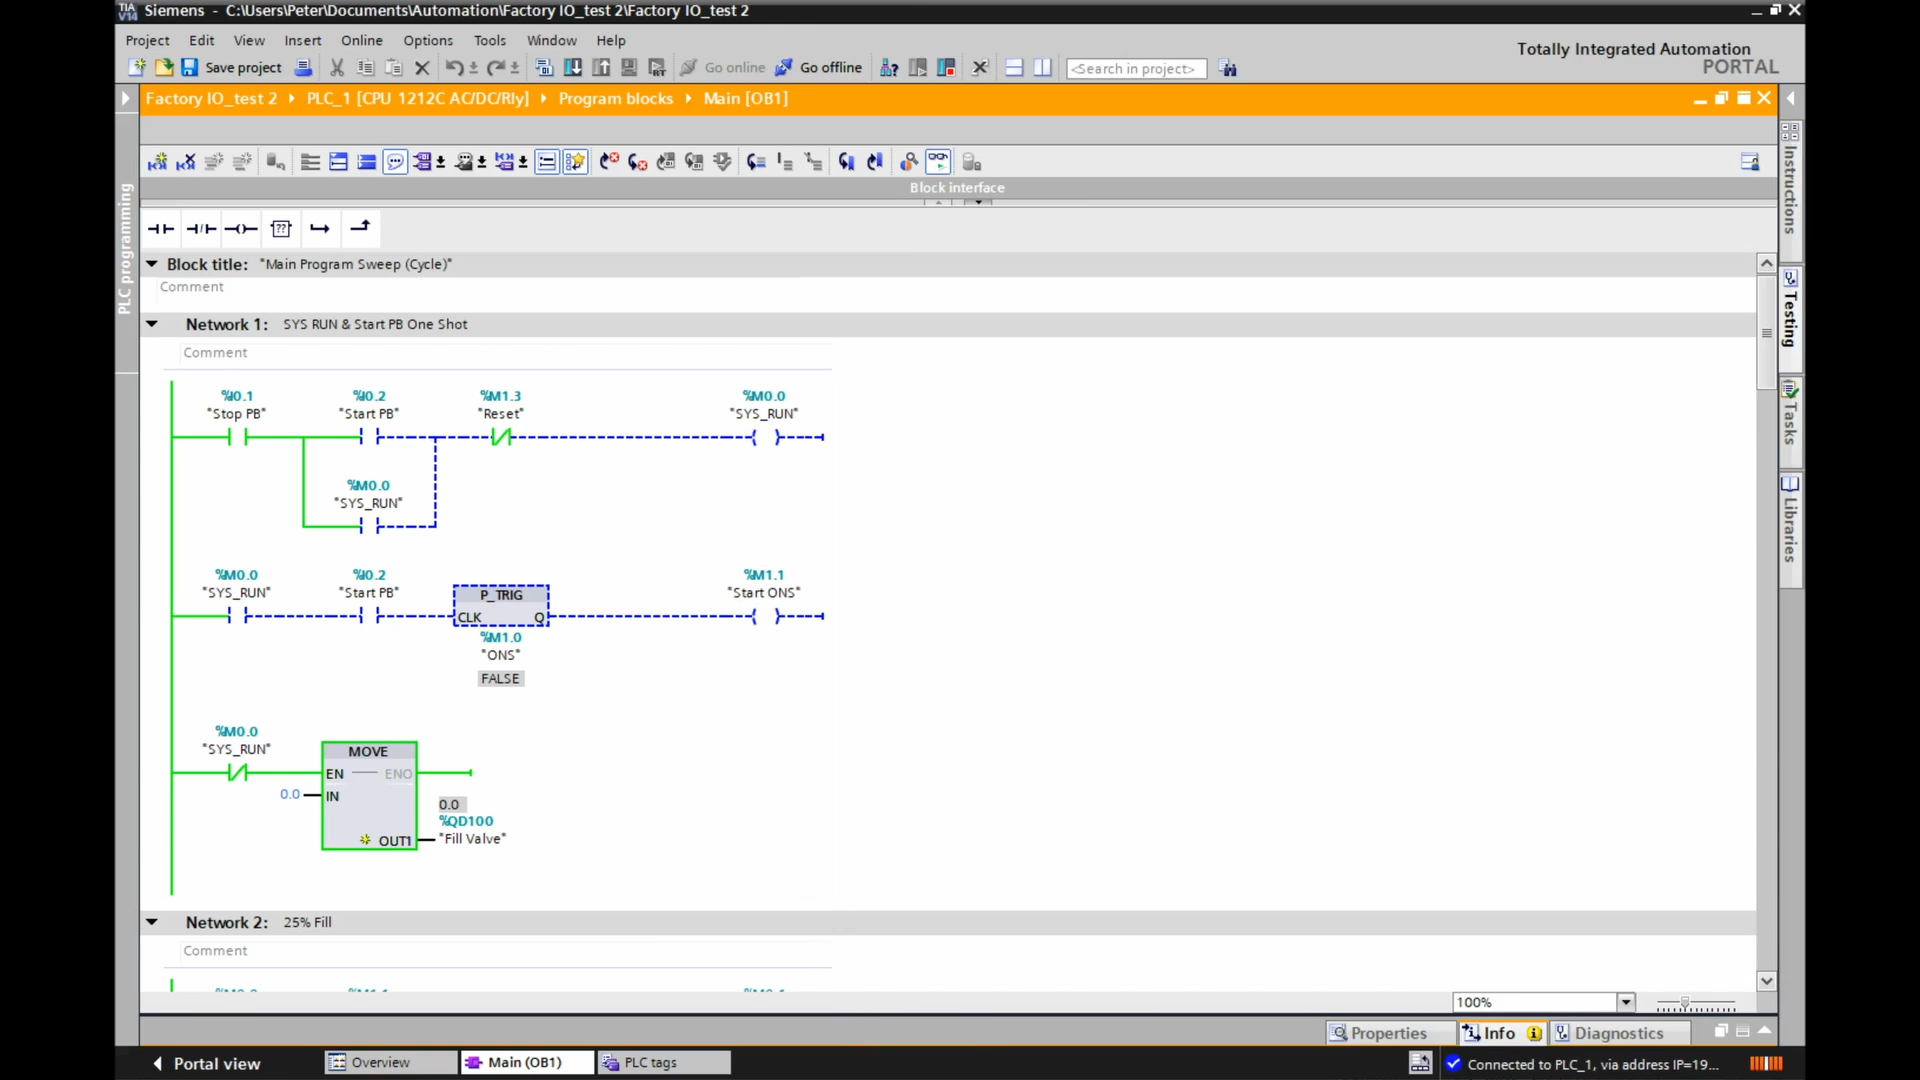 TIA V14 Siemens - C:\Users\Peter\Documents\Automation\Factory IO_test 2\Factory IO_test 2
Project Edit View Insert Online Options Tools Window Help
Totally Integrated Automation
PORTAL
Save project Go online Go offline <Search in project>
Factory IO_test 2 PLC_1 [CPU 1212C AC/DC/Rly] Program blocks Main [OB1]
Block interface
PLC programming
Instructions
Testing
Tasks
Libraries
??
Block title: "Main Program Sweep (Cycle)"
Comment
Network 1: SYS RUN & Start PB One Shot
Comment
%I0.1 %I0.2 %M1.3 %M0.0
"Stop PB" "Start PB" "Reset" "SYS_RUN"
%M0.0
"SYS_RUN"
%M0.0 %I0.2 %M1.1
"SYS_RUN" "Start PB" P_TRIG "Start ONS"
CLK Q
%M1.0
"ONS"
FALSE
%M0.0
"SYS_RUN" MOVE
EN ENO
0.0 IN
0.0
%QD100
OUT1 "Fill Valve"
Network 2: 25% Fill
Comment
100%
Properties Info Diagnostics
Portal view Overview Main (OB1) PLC tags Connected to PLC_1, via address IP=19...